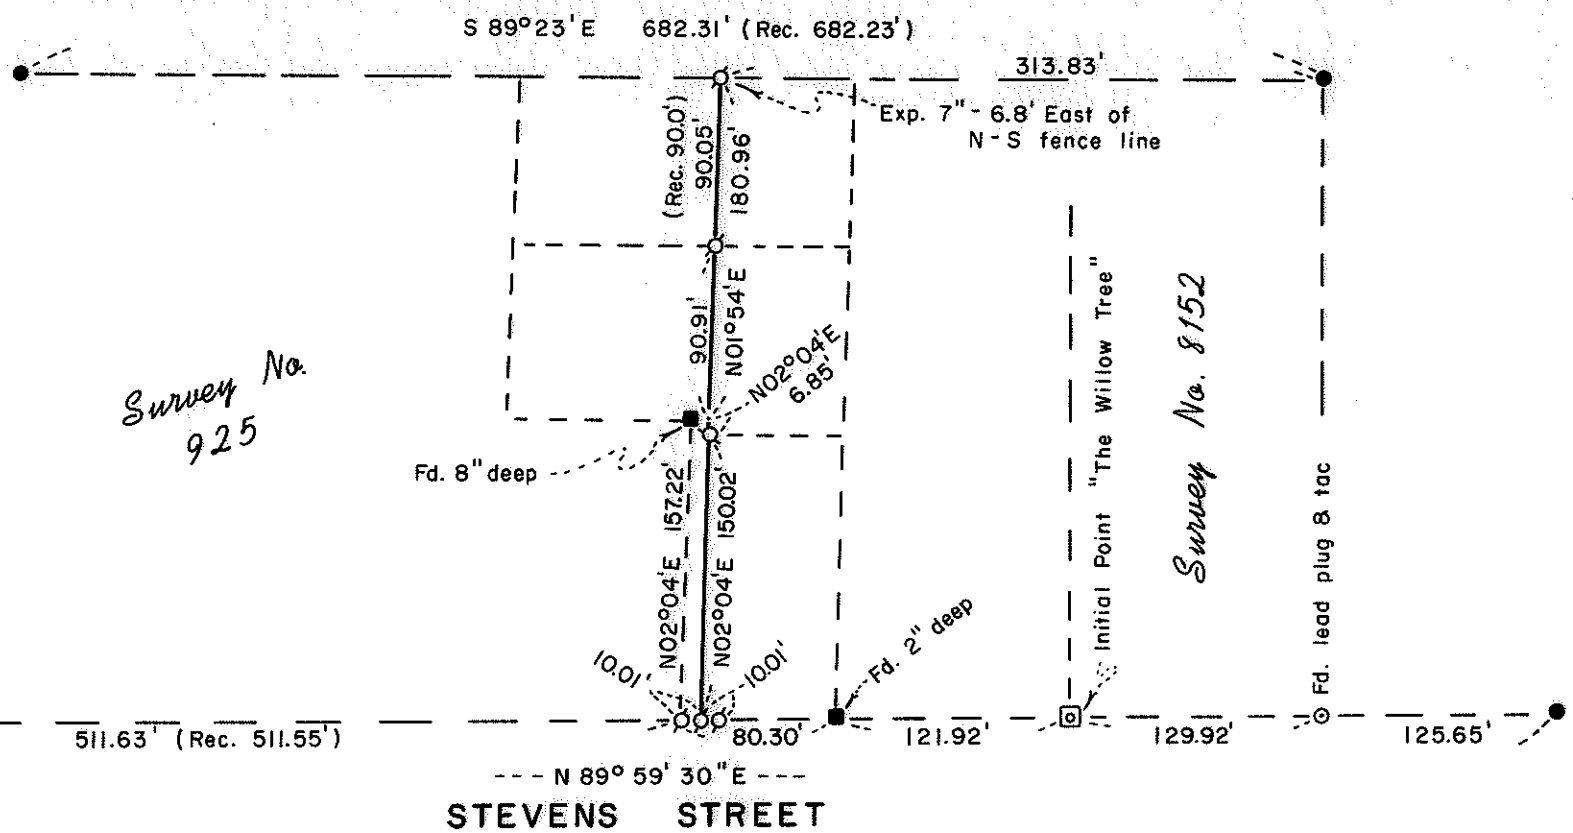 S 89°23'E 682.31' (Rec. 682.23')
313.83'
Exp. 7" - 6.8' East of
N-S fence line
(Rec. 90.0')
90.05'
180.96'
90.91'
N01°54'E
N02°04'E
6.85'
"The Willow Tree"
Initial Point
Survey No. 8152
Survey No.
925
Fd. 8" deep
N02°04'E 157.22'
N02°04'E 150.02'
10.01'
10.01'
Fd. 2" deep
Fd. lead plug & tac
511.63' (Rec. 511.55')
80.30'
121.92'
129.92'
125.65'
--- N 89° 59' 30"E ---
STEVENS STREET